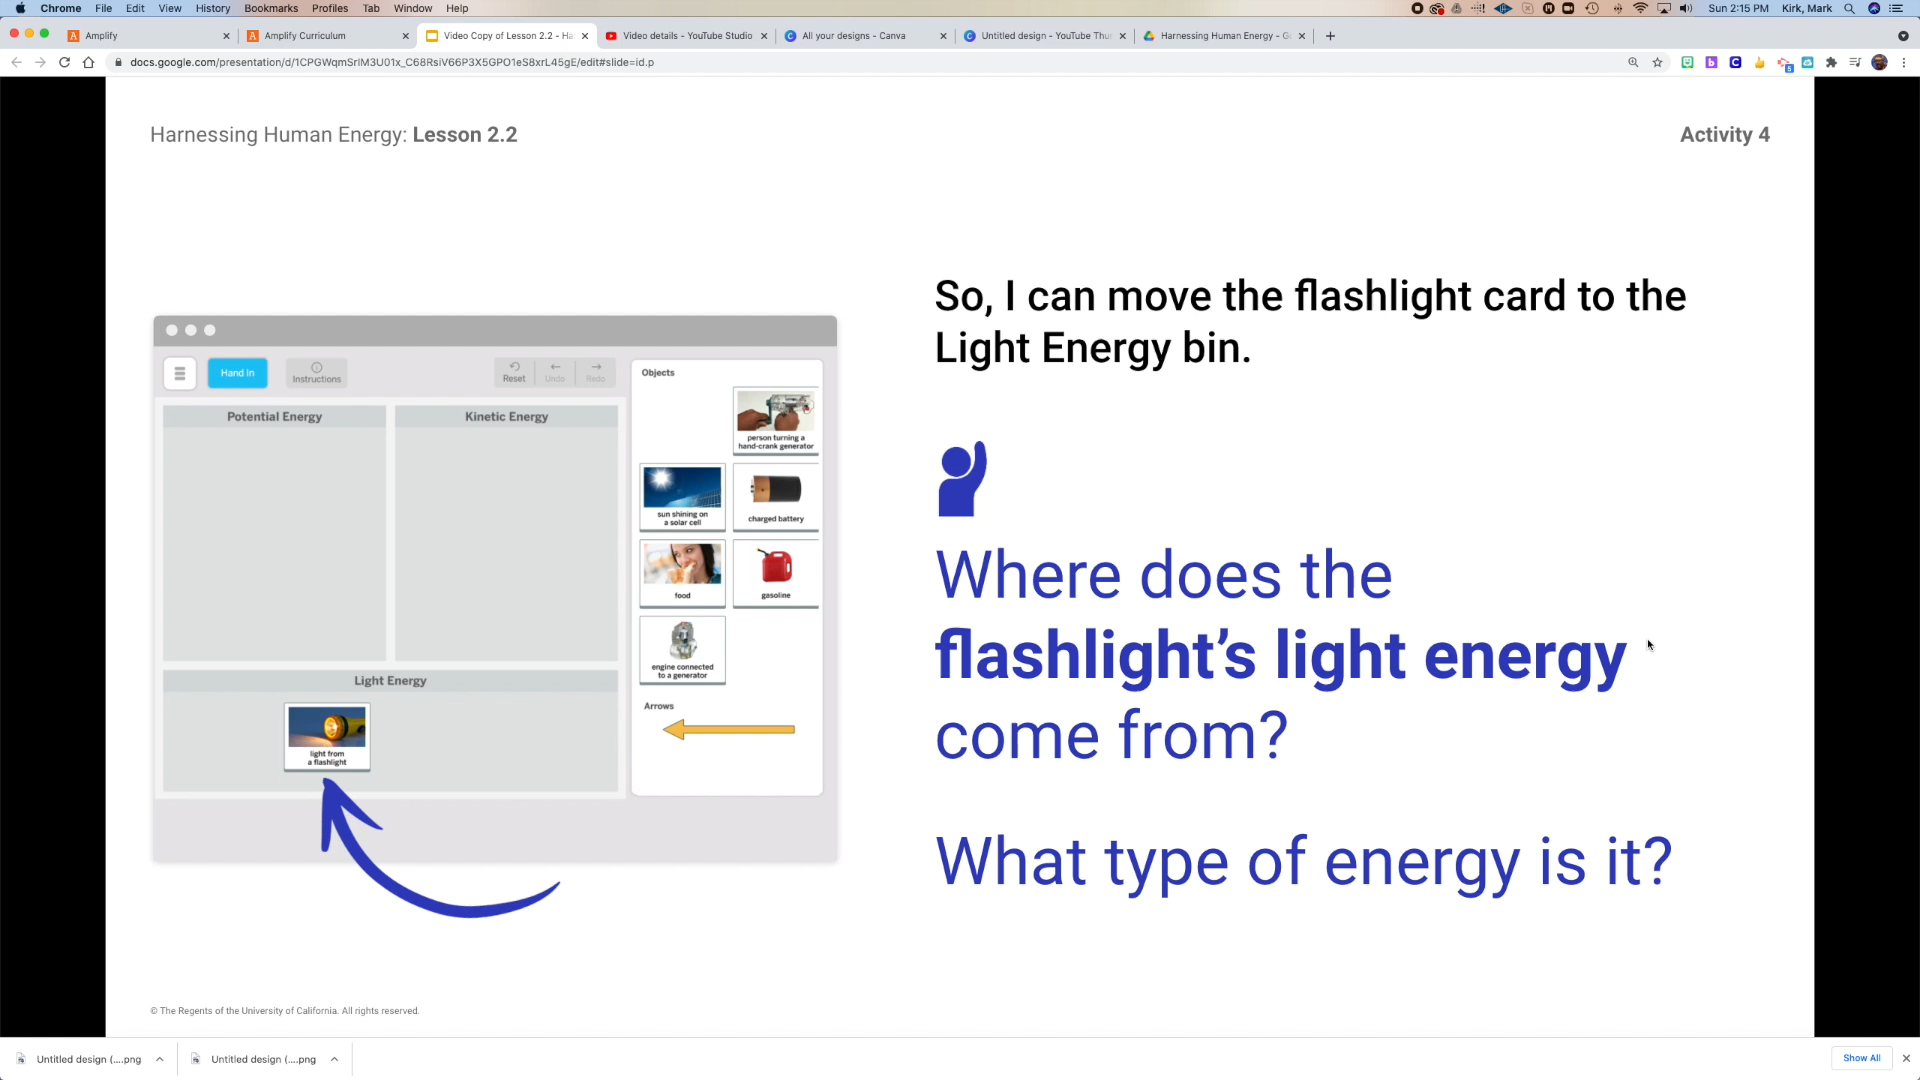 Chrome File Edit View History Bookmarks Profiles Tab Window Help
Sun 2:15 PM Kirk, Mark
Amplify
Amplify Curriculum
Video Copy of Lesson 2.2 - Ha
Video details - YouTube Studio
All your designs - Canva
Untitled design - YouTube Thu
Harnessing Human Energy - G
docs.google.com/presentation/d/1CPGWqmSrIM3U01x_C68RsiV66P3X5GPO1eS8xrL45gE/edit#slide=id.p
Harnessing Human Energy: Lesson 2.2
Activity 4
So, I can move the flashlight card to the
Light Energy bin.
Where does the
flashlight's light energy
come from?
What type of energy is it?
Hand In
Instructions
Reset
Undo
Redo
Potential Energy
Kinetic Energy
Light Energy
light from
a flashlight
Objects
person turning a
hand-crank generator
sun shining on
a solar cell
charged battery
food
gasoline
engine connected
to a generator
Arrows
© The Regents of the University of California. All rights reserved.
Untitled design (....png
Untitled design (....png
Show All